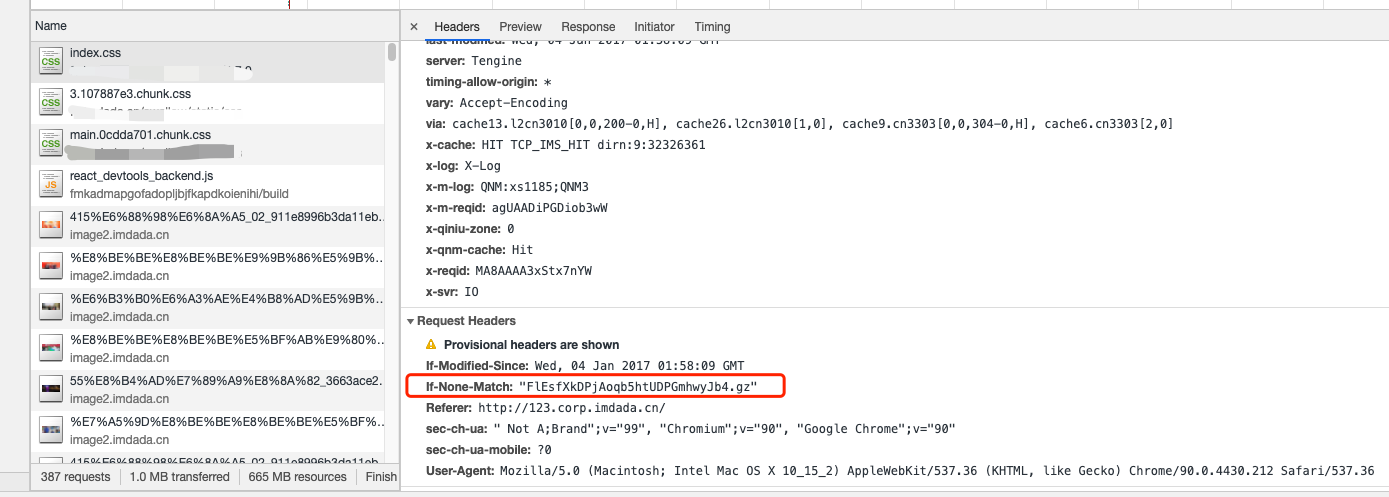 Name
index.css
3.107887e3.chunk.css
main.0cdda701.chunk.css
react_devtools_backend.js
fmkadmapgofadopljbjfkapdkoienihi/build
415%E6%88%98%E6%8A%A5_02_911e8996b3da11eb...
image2.imdada.cn
%E8%BE%BE%E8%BE%BE%E9%9B%86%E5%9B%...
image2.imdada.cn
%E6%B3%B0%E6%A3%AE%E4%B8%AD%E5%9B%...
image2.imdada.cn
%E8%BE%BE%E8%BE%BE%E5%BF%AB%E9%80%...
image2.imdada.cn
55%E8%B4%AD%E7%89%A9%E8%8A%82_3663ace2...
image2.imdada.cn
%E7%A5%9D%E8%BE%BE%E8%BE%BE%E5%BF%...
image2.imdada.cn
415%E6%88%98%E6%8A%A5_02_911e8996b3da11eb...
387 requests 1.0 MB transferred 665 MB resources Finish
× Headers Preview Response Initiator Timing
last-modified: Wed, 04 Jan 2017 01:58:09 GMT
server: Tengine
timing-allow-origin: *
vary: Accept-Encoding
via: cache13.l2cn3010[0,0,200-0,H], cache26.l2cn3010[1,0], cache9.cn3303[0,0,304-0,H], cache6.cn3303[2,0]
x-cache: HIT TCP_IMS_HIT dirn:9:32326361
x-log: X-Log
x-m-log: QNM:xs1185;QNM3
x-m-reqid: agUAADiPGDiob3wW
x-qiniu-zone: 0
x-qnm-cache: Hit
x-reqid: MA8AAAA3xStx7nYW
x-svr: IO
Request Headers
Provisional headers are shown
If-Modified-Since: Wed, 04 Jan 2017 01:58:09 GMT
If-None-Match: "FlEsfXkDPjAoqb5htUDPGmhwyJb4.gz"
Referer: http://123.corp.imdada.cn/
sec-ch-ua: " Not A;Brand";v="99", "Chromium";v="90", "Google Chrome";v="90"
sec-ch-ua-mobile: ?0
User-Agent: Mozilla/5.0 (Macintosh; Intel Mac OS X 10_15_2) AppleWebKit/537.36 (KHTML, like Gecko) Chrome/90.0.4430.212 Safari/537.36